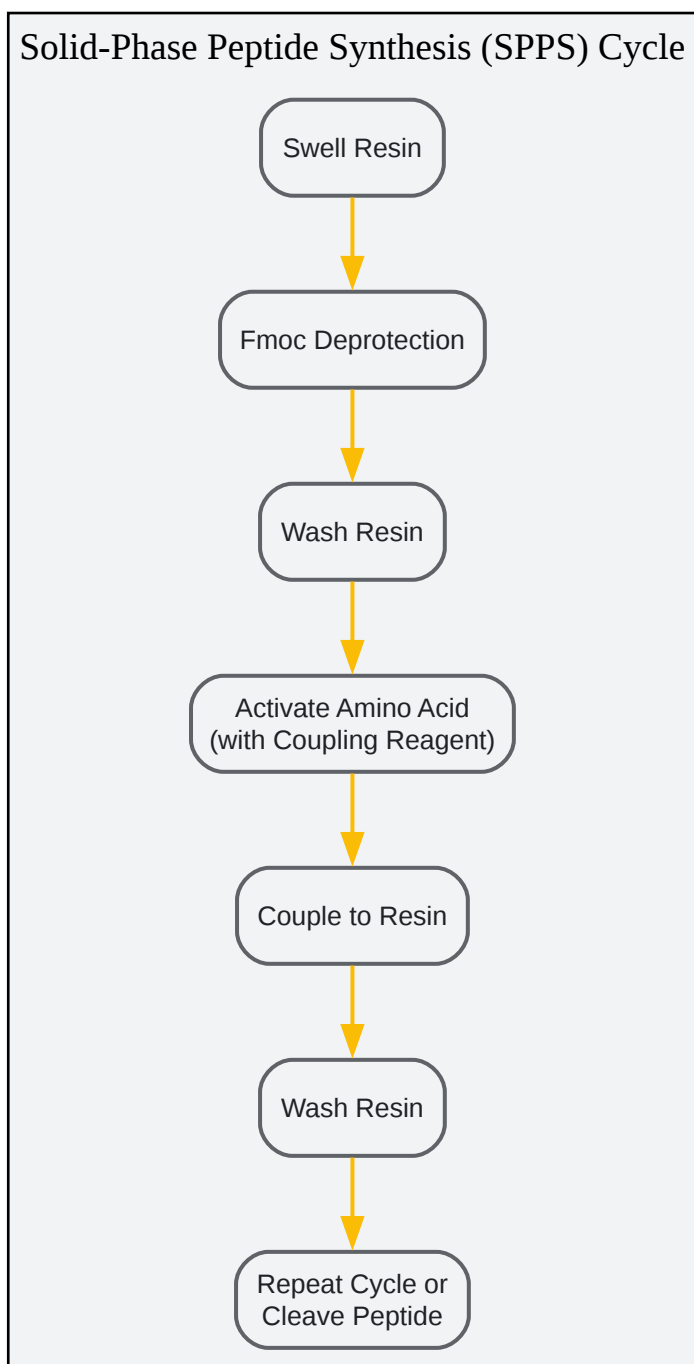 Solid-Phase Peptide Synthesis (SPPS) Cycle
Swell Resin
Fmoc Deprotection
Wash Resin
Activate Amino Acid
(with Coupling Reagent)
Couple to Resin
Wash Resin
Repeat Cycle or
Cleave Peptide